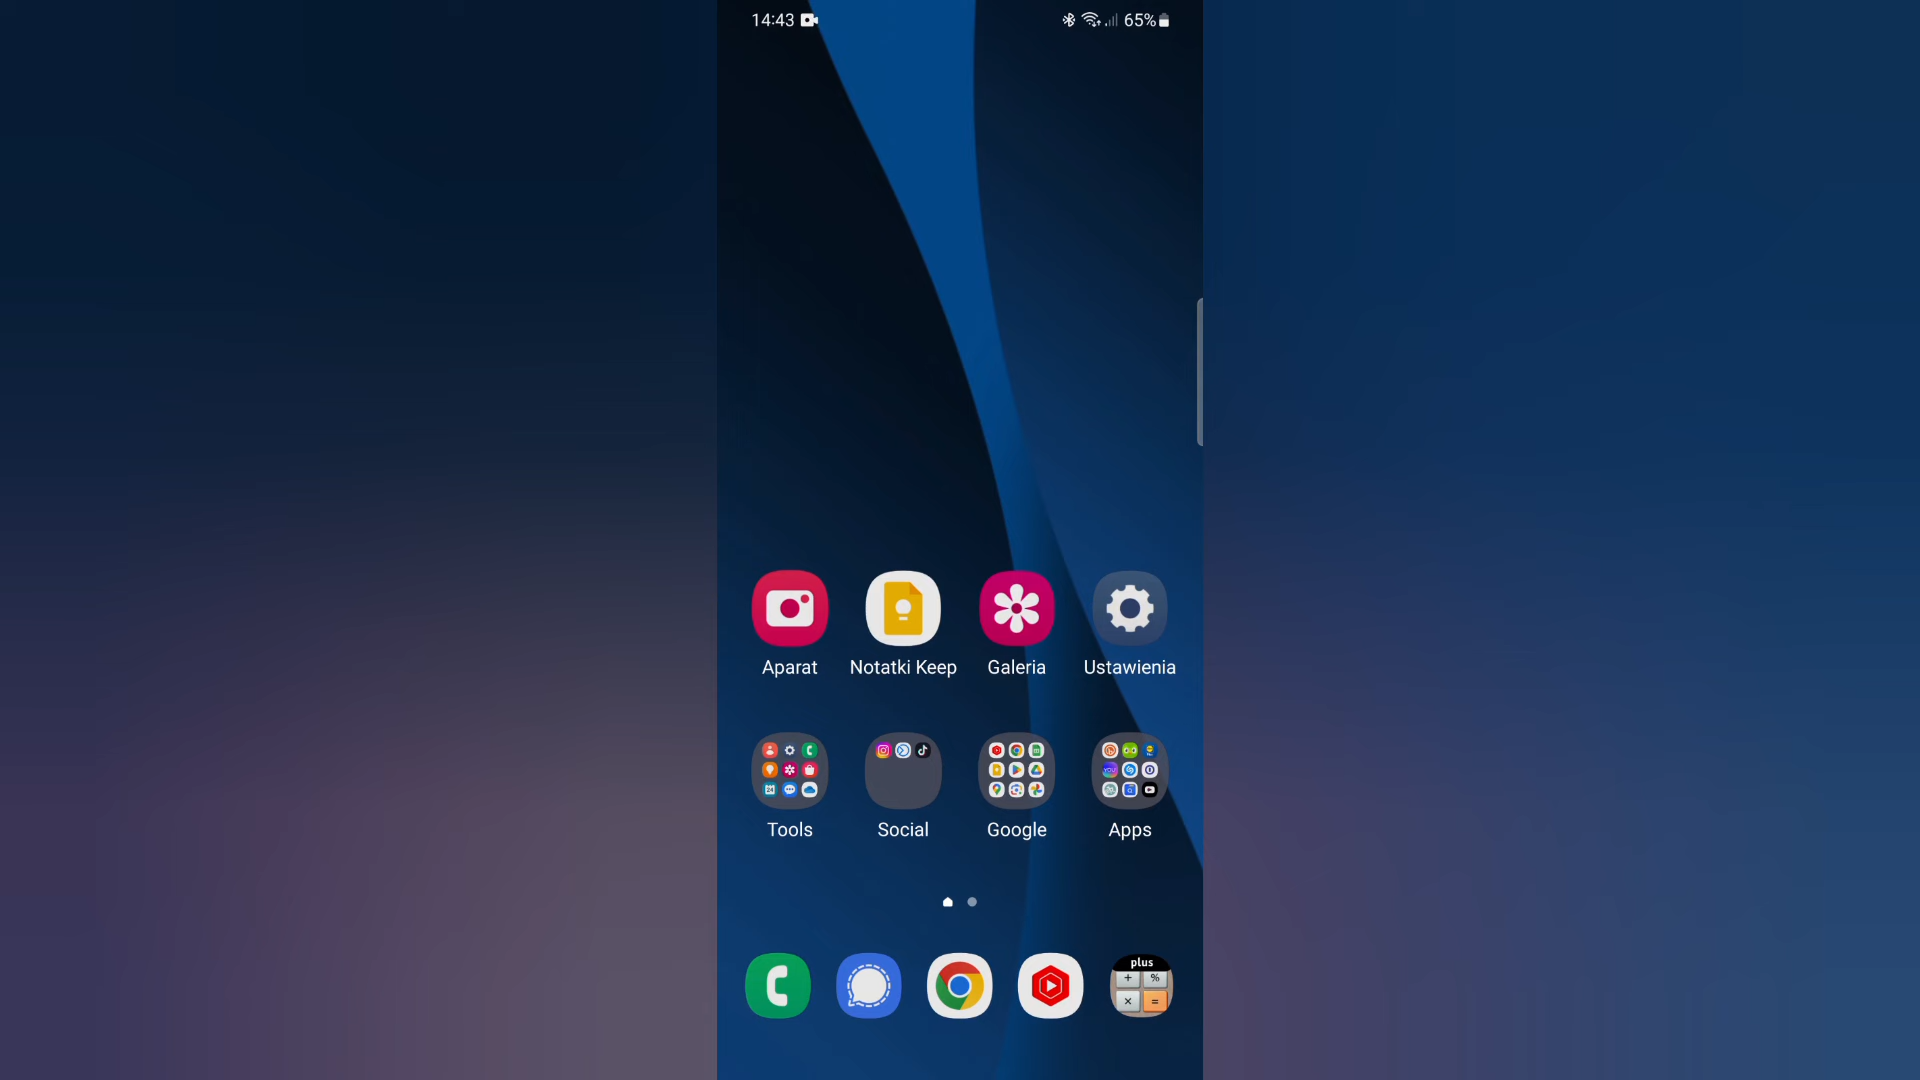 14:43
65%
Aparat
Notatki Keep
Galeria
Ustawienia
Tools
Social
Google
Apps
plus
+ %
× =